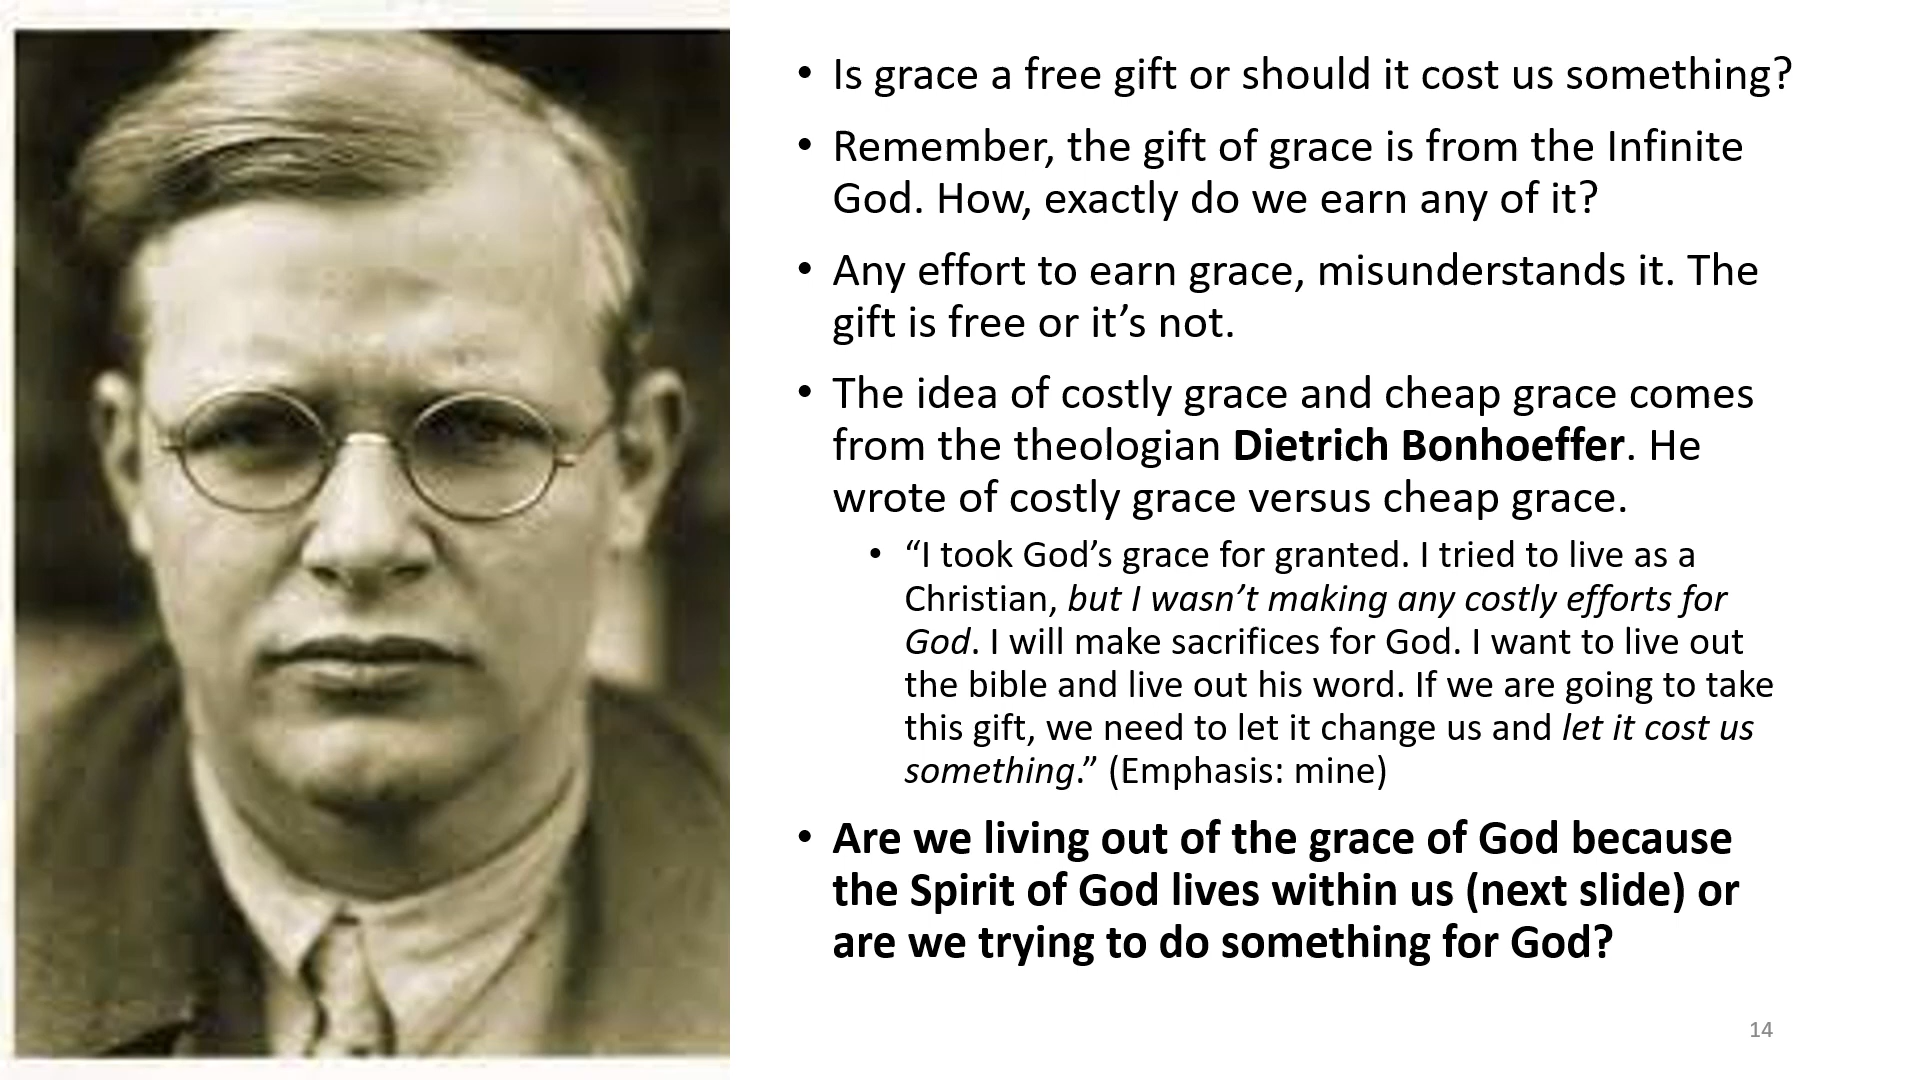 • Is grace a free gift or should it cost us something?
• Remember, the gift of grace is from the Infinite
God. How, exactly do we earn any of it?
• Any effort to earn grace, misunderstands it. The
gift is free or it’s not.
• The idea of costly grace and cheap grace comes
from the theologian Dietrich Bonhoeffer. He
wrote of costly grace versus cheap grace.
• “I took God’s grace for granted. I tried to live as a
Christian, but I wasn’t making any costly efforts for
God. I will make sacrifices for God. I want to live out
the bible and live out his word. If we are going to take
this gift, we need to let it change us and let it cost us
something.” (Emphasis: mine)
• Are we living out of the grace of God because
the Spirit of God lives within us (next slide) or
are we trying to do something for God?
14